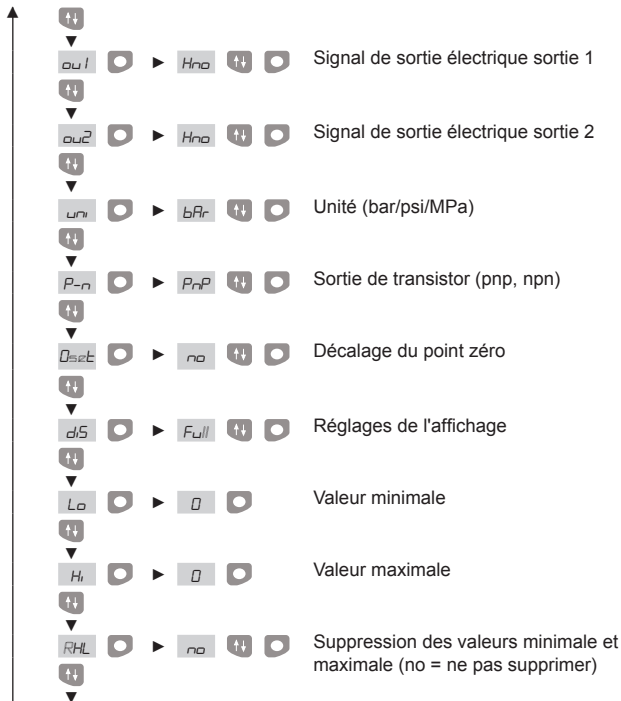 ou1 Hno Signal de sortie électrique sortie 1
ou2 Hno Signal de sortie électrique sortie 2
uni bAr Unité (bar/psi/MPa)
P-n PnP Sortie de transistor (pnp, npn)
0set no Décalage du point zéro
diS Full Réglages de l'affichage
Lo 0 Valeur minimale
Hi 0 Valeur maximale
RHL no Suppression des valeurs minimale et
maximale (no = ne pas supprimer)